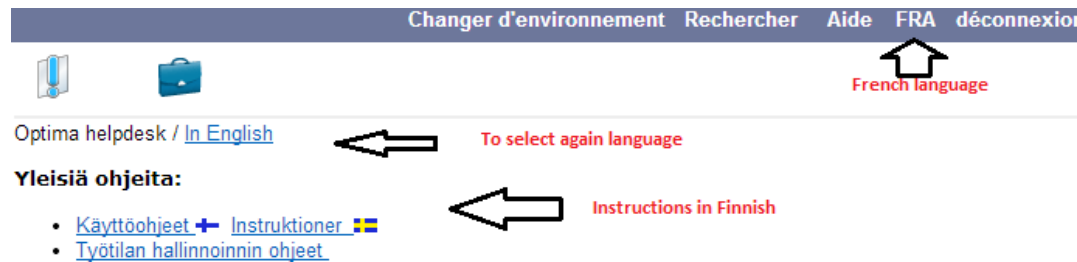 Changer d'environnement Rechercher Aide FRA déconnexion
French language
Optima helpdesk / In English
To select again language
Yleisiä ohjeita:
Instructions in Finnish
• Käyttöohjeet Instruktioner
• Työtilan hallinnoinnin ohjeet